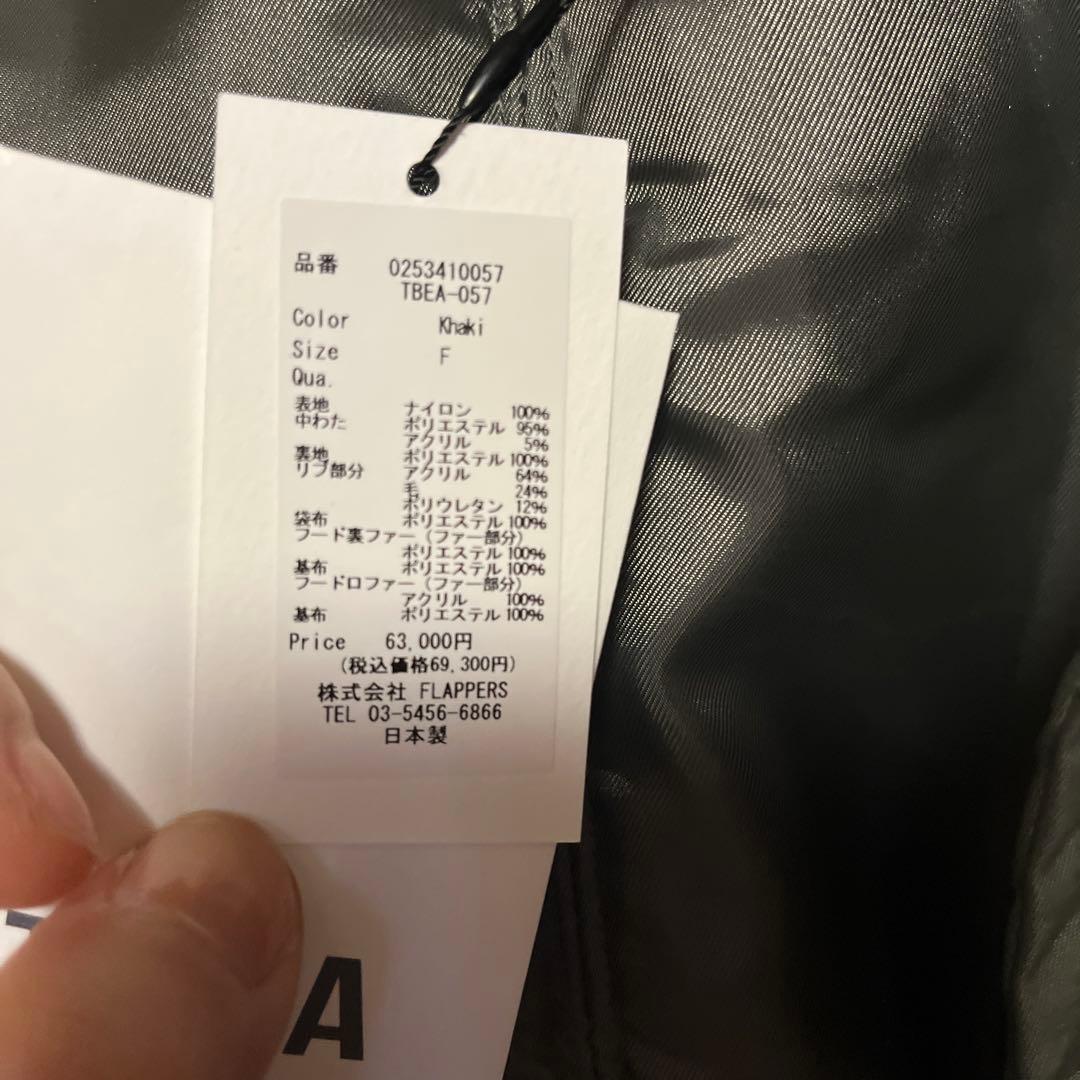 品番 0253410057
TBEA-057
Color Khaki
Size F
Qua.
表地 ナイロン 100%
中わた ポリエステル 95%
アクリル 5%
裏地 ポリエステル 100%
リブ部分 アクリル 64%
毛 24%
ポリウレタン 12%
袋布 ポリエステル 100%
フード裏ファー(ファー部分)
ポリエステル 100%
基布 ポリエステル 100%
フード口ファー(ファー部分)
アクリル 100%
基布 ポリエステル 100%
Price 63,000円
(税込価格69,300円)
株式会社 FLAPPERS
TEL 03-5456-6866
日本製
A